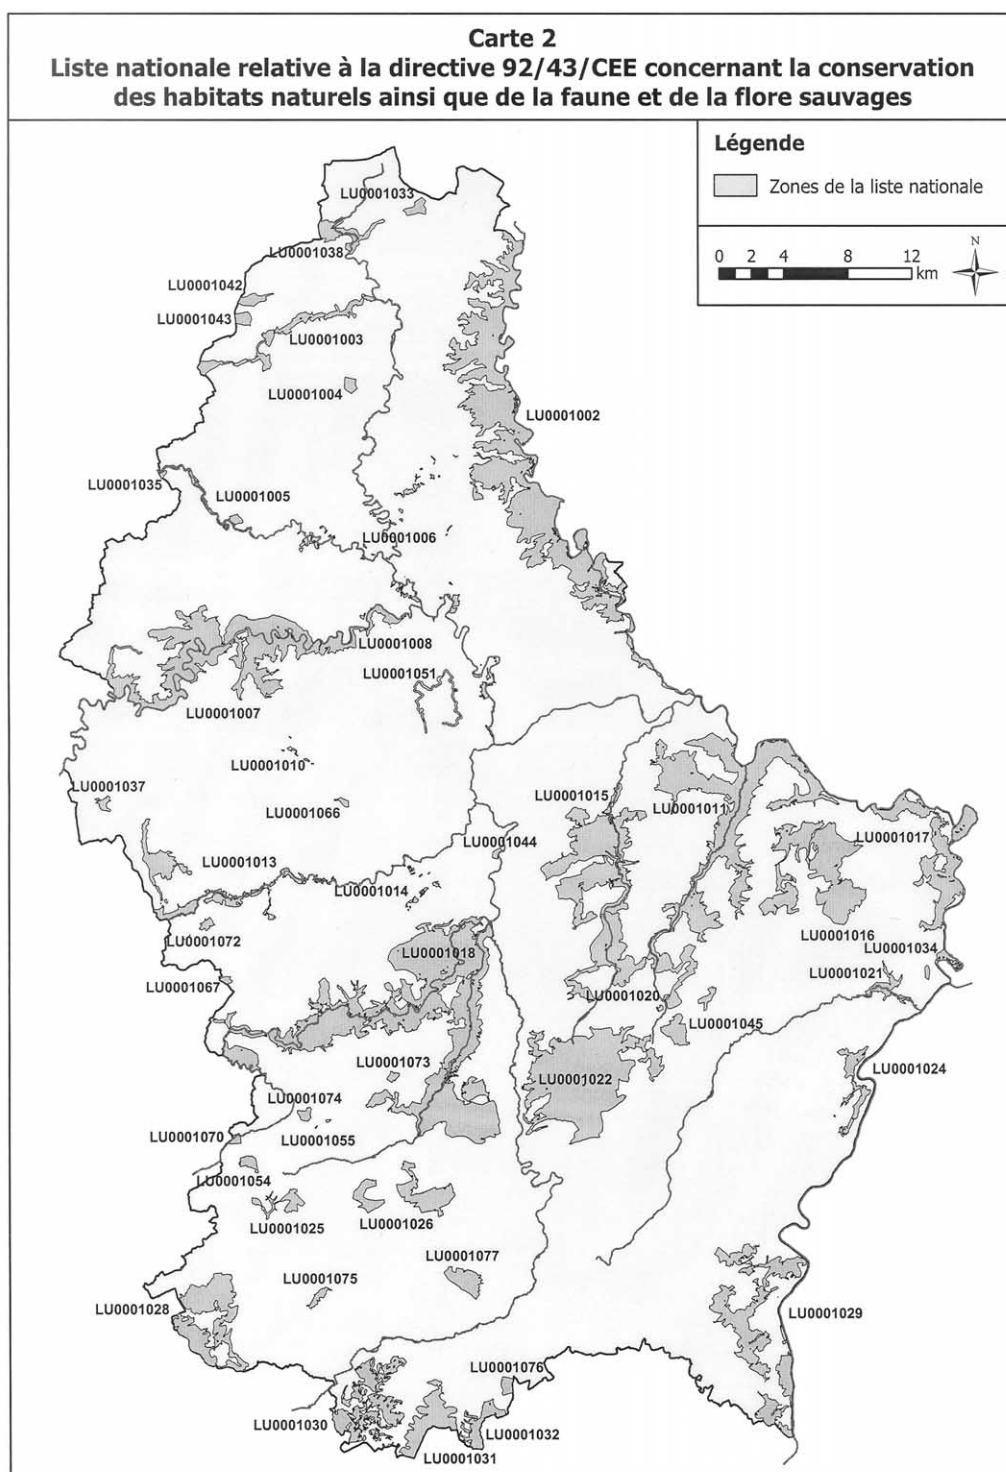 Carte 2
Liste nationale relative à la directive 92/43/CEE concernant la conservation
des habitats naturels ainsi que de la faune et de la flore sauvages
Légende
Zones de la liste nationale
N
0 2 4 8 12
km
LU0001033
LU0001038
LU0001042
LU0001043
LU0001003
LU0001004
LU0001002
LU0001035
LU0001005
LU0001006
LU0001008
LU0001051
LU0001007
LU0001010
LU0001037
LU0001066
LU0001015
LU0001011
LU0001017
LU0001044
LU0001013
LU0001014
LU0001016
LU0001072
LU0001034
LU0001018
LU0001021
LU0001067
LU0001020
LU0001045
LU0001073
LU0001022
LU0001024
LU0001074
LU0001070
LU0001055
LU0001054
LU0001025
LU0001026
LU0001077
LU0001075
LU0001028
LU0001029
LU0001076
LU0001030
LU0001032
LU0001031